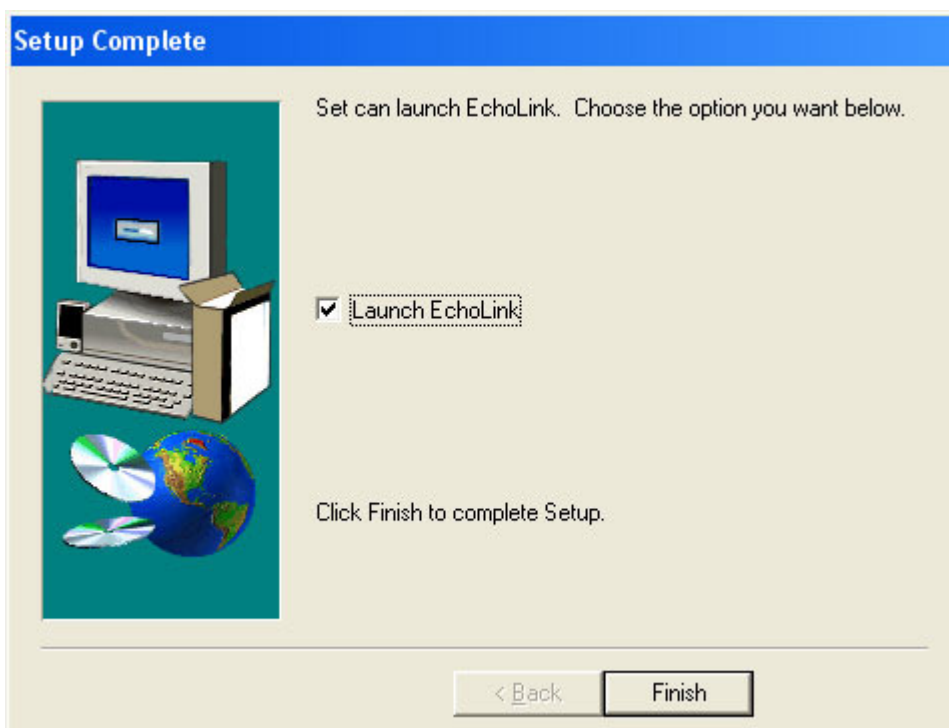 Setup Complete
Set can launch EchoLink. Choose the option you want below.
Launch EchoLink
Click Finish to complete Setup.
< Back
Finish